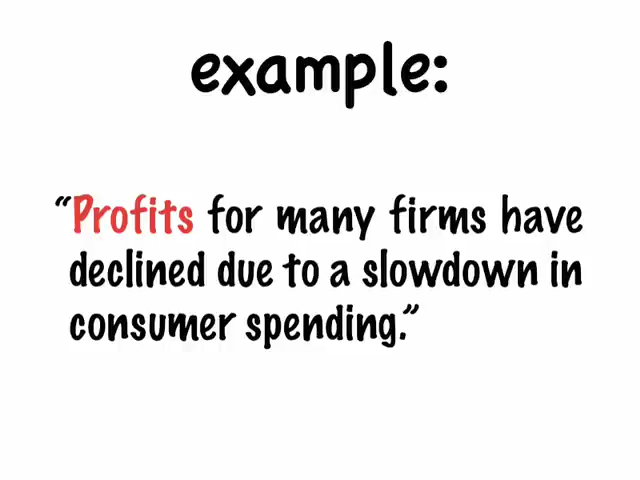 example:
“Profits for many firms have
declined due to a slowdown in
consumer spending.”